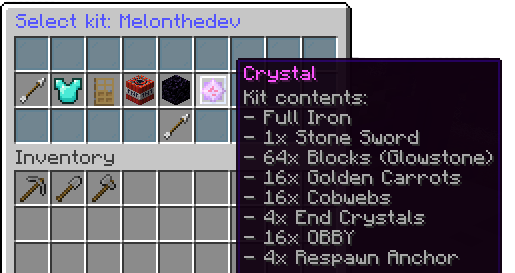 Select kit: Melonthedev
Crystal
Kit contents:
- Full Iron
- 1x Stone Sword
- 64x Blocks (Glowstone)
- 16x Golden Carrots
- 16x Cobwebs
- 4x End Crystals
- 16x OBBY
- 4x Respawn Anchor
Inventory